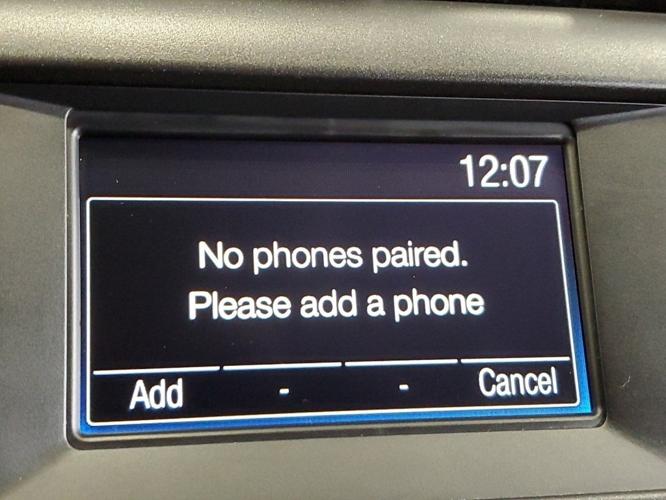 12:07
No phones paired.
Please add a phone
Add - - Cancel